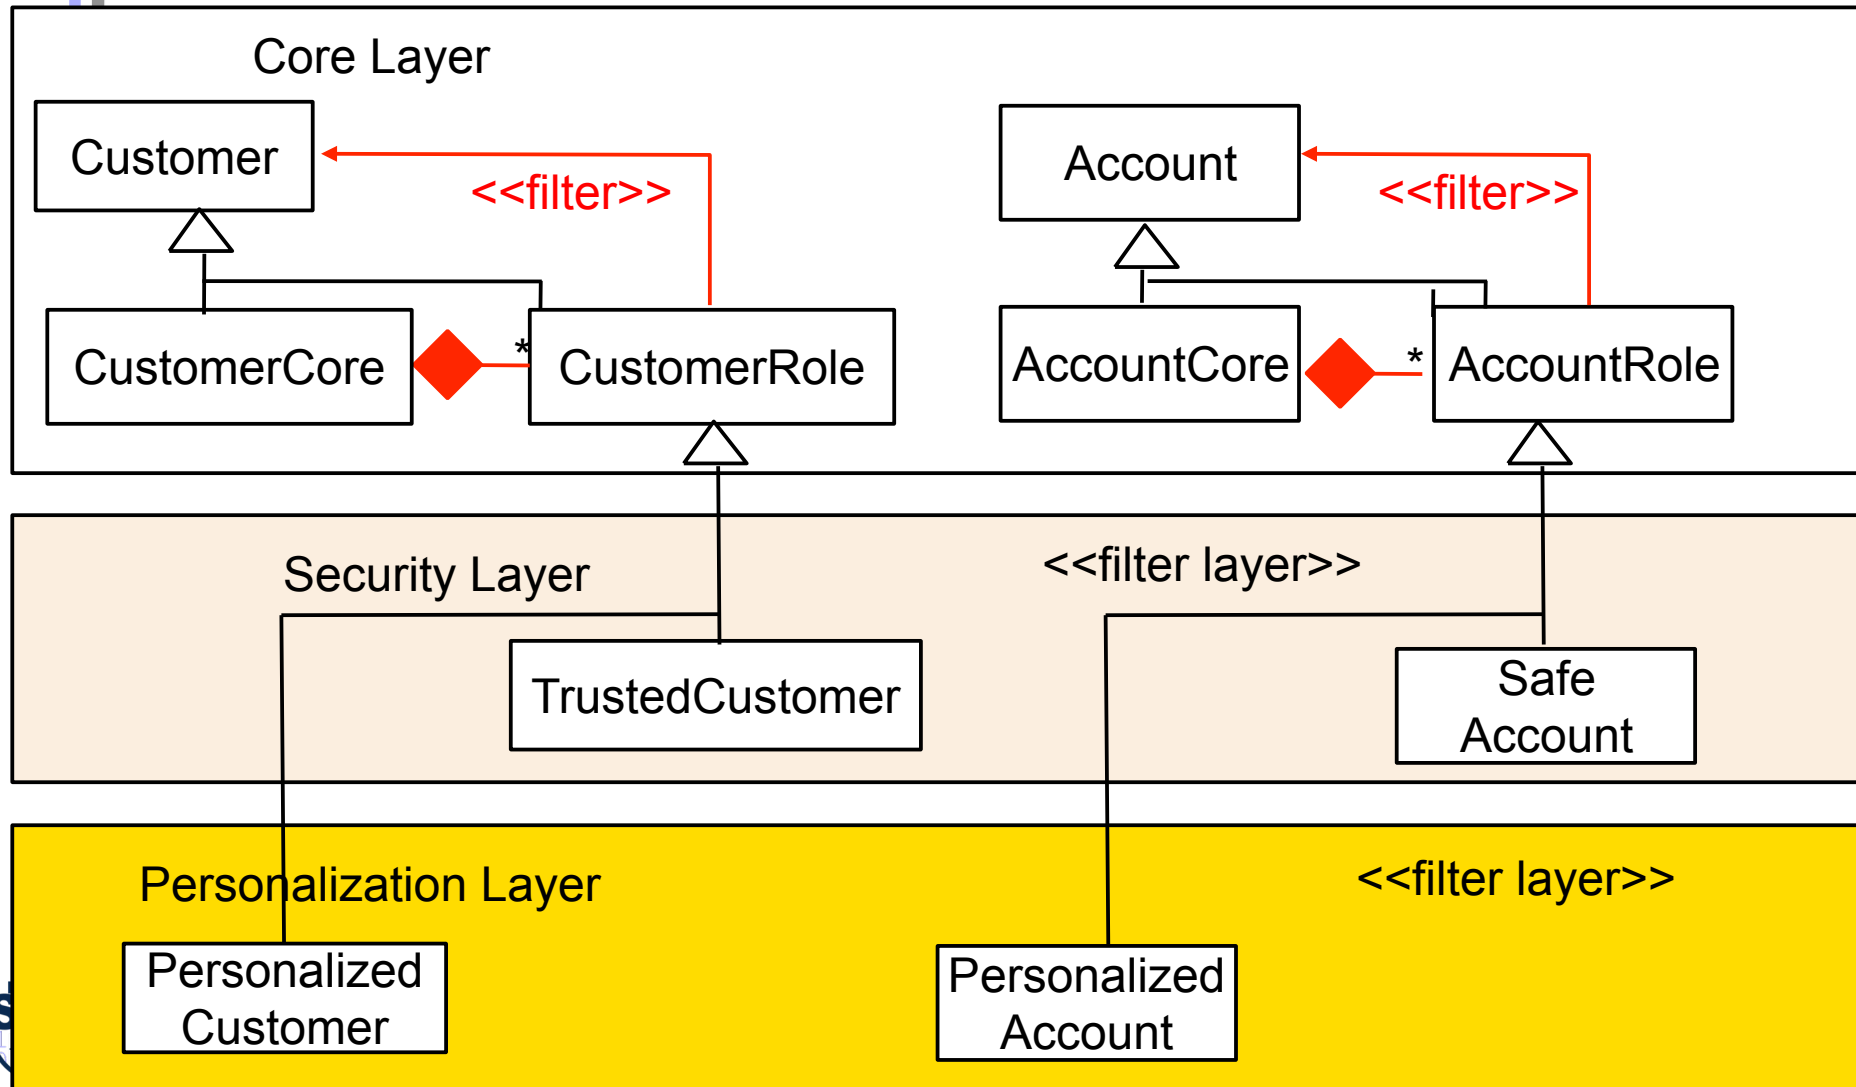 Core Layer
Customer
<<filter>>
Account
<<filter>>
CustomerCore
*
CustomerRole
AccountCore
*
AccountRole
Security Layer
<<filter layer>>
TrustedCustomer
Safe
Account
Personalization Layer
<<filter layer>>
Personalized
Customer
Personalized
Account